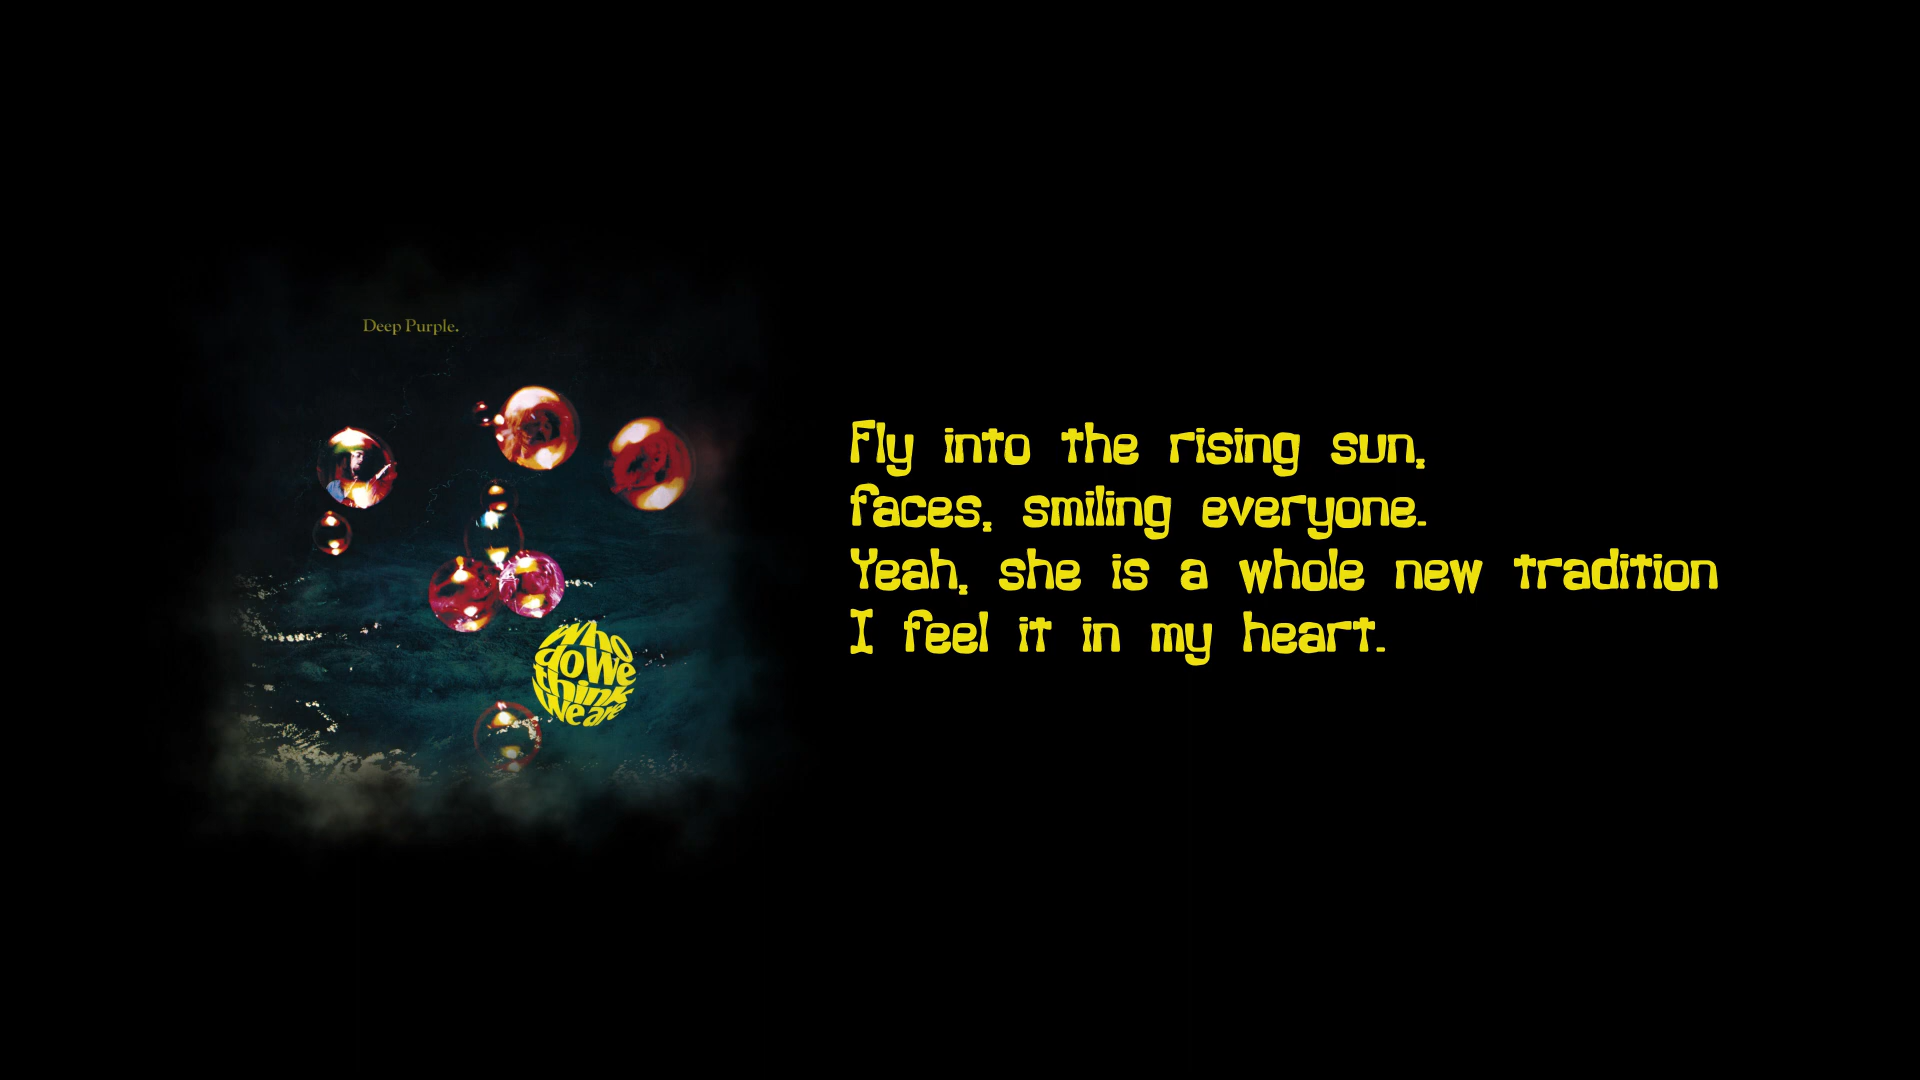 Deep Purple.
Who
do We
think
We are
Fly into the rising sun,
faces, smiling everyone.
Yeah, she is a whole new tradition
I feel it in my heart.